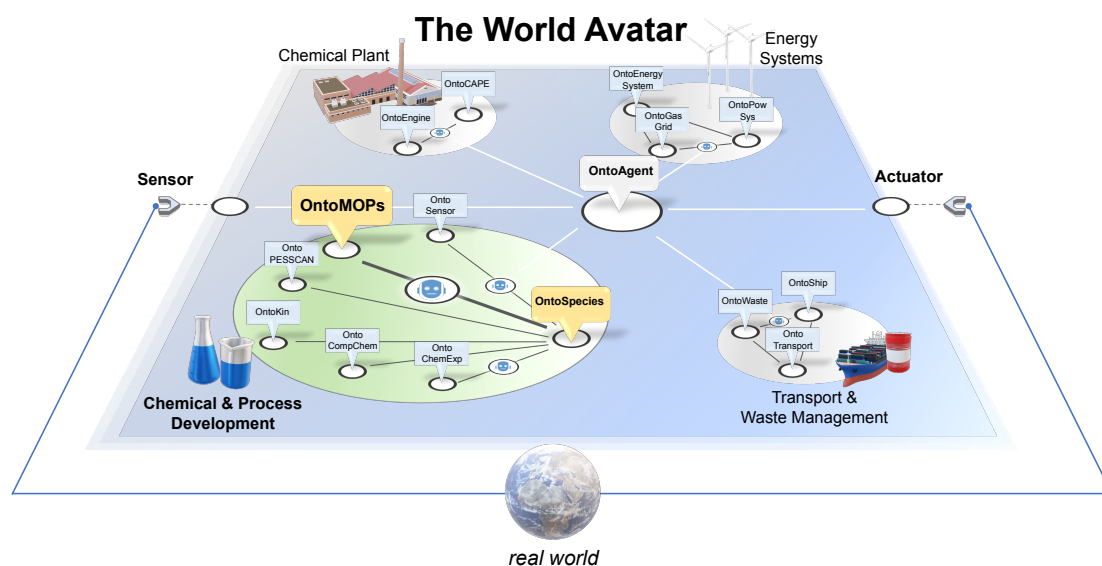 The World Avatar
Chemical Plant
Energy
Systems
OntoCAPE
OntoEngine
OntoEnergy
System
OntoGas
Grid
OntoPow
Sys
OntoAgent
Sensor
Actuator
OntoMOPs
Onto
Sensor
Onto
PESSCAN
OntoSpecies
OntoKin
Onto
CompChem
Onto
ChemExp
OntoWaste
OntoShip
Onto
Transport
Chemical & Process
Development
Transport &
Waste Management
real world